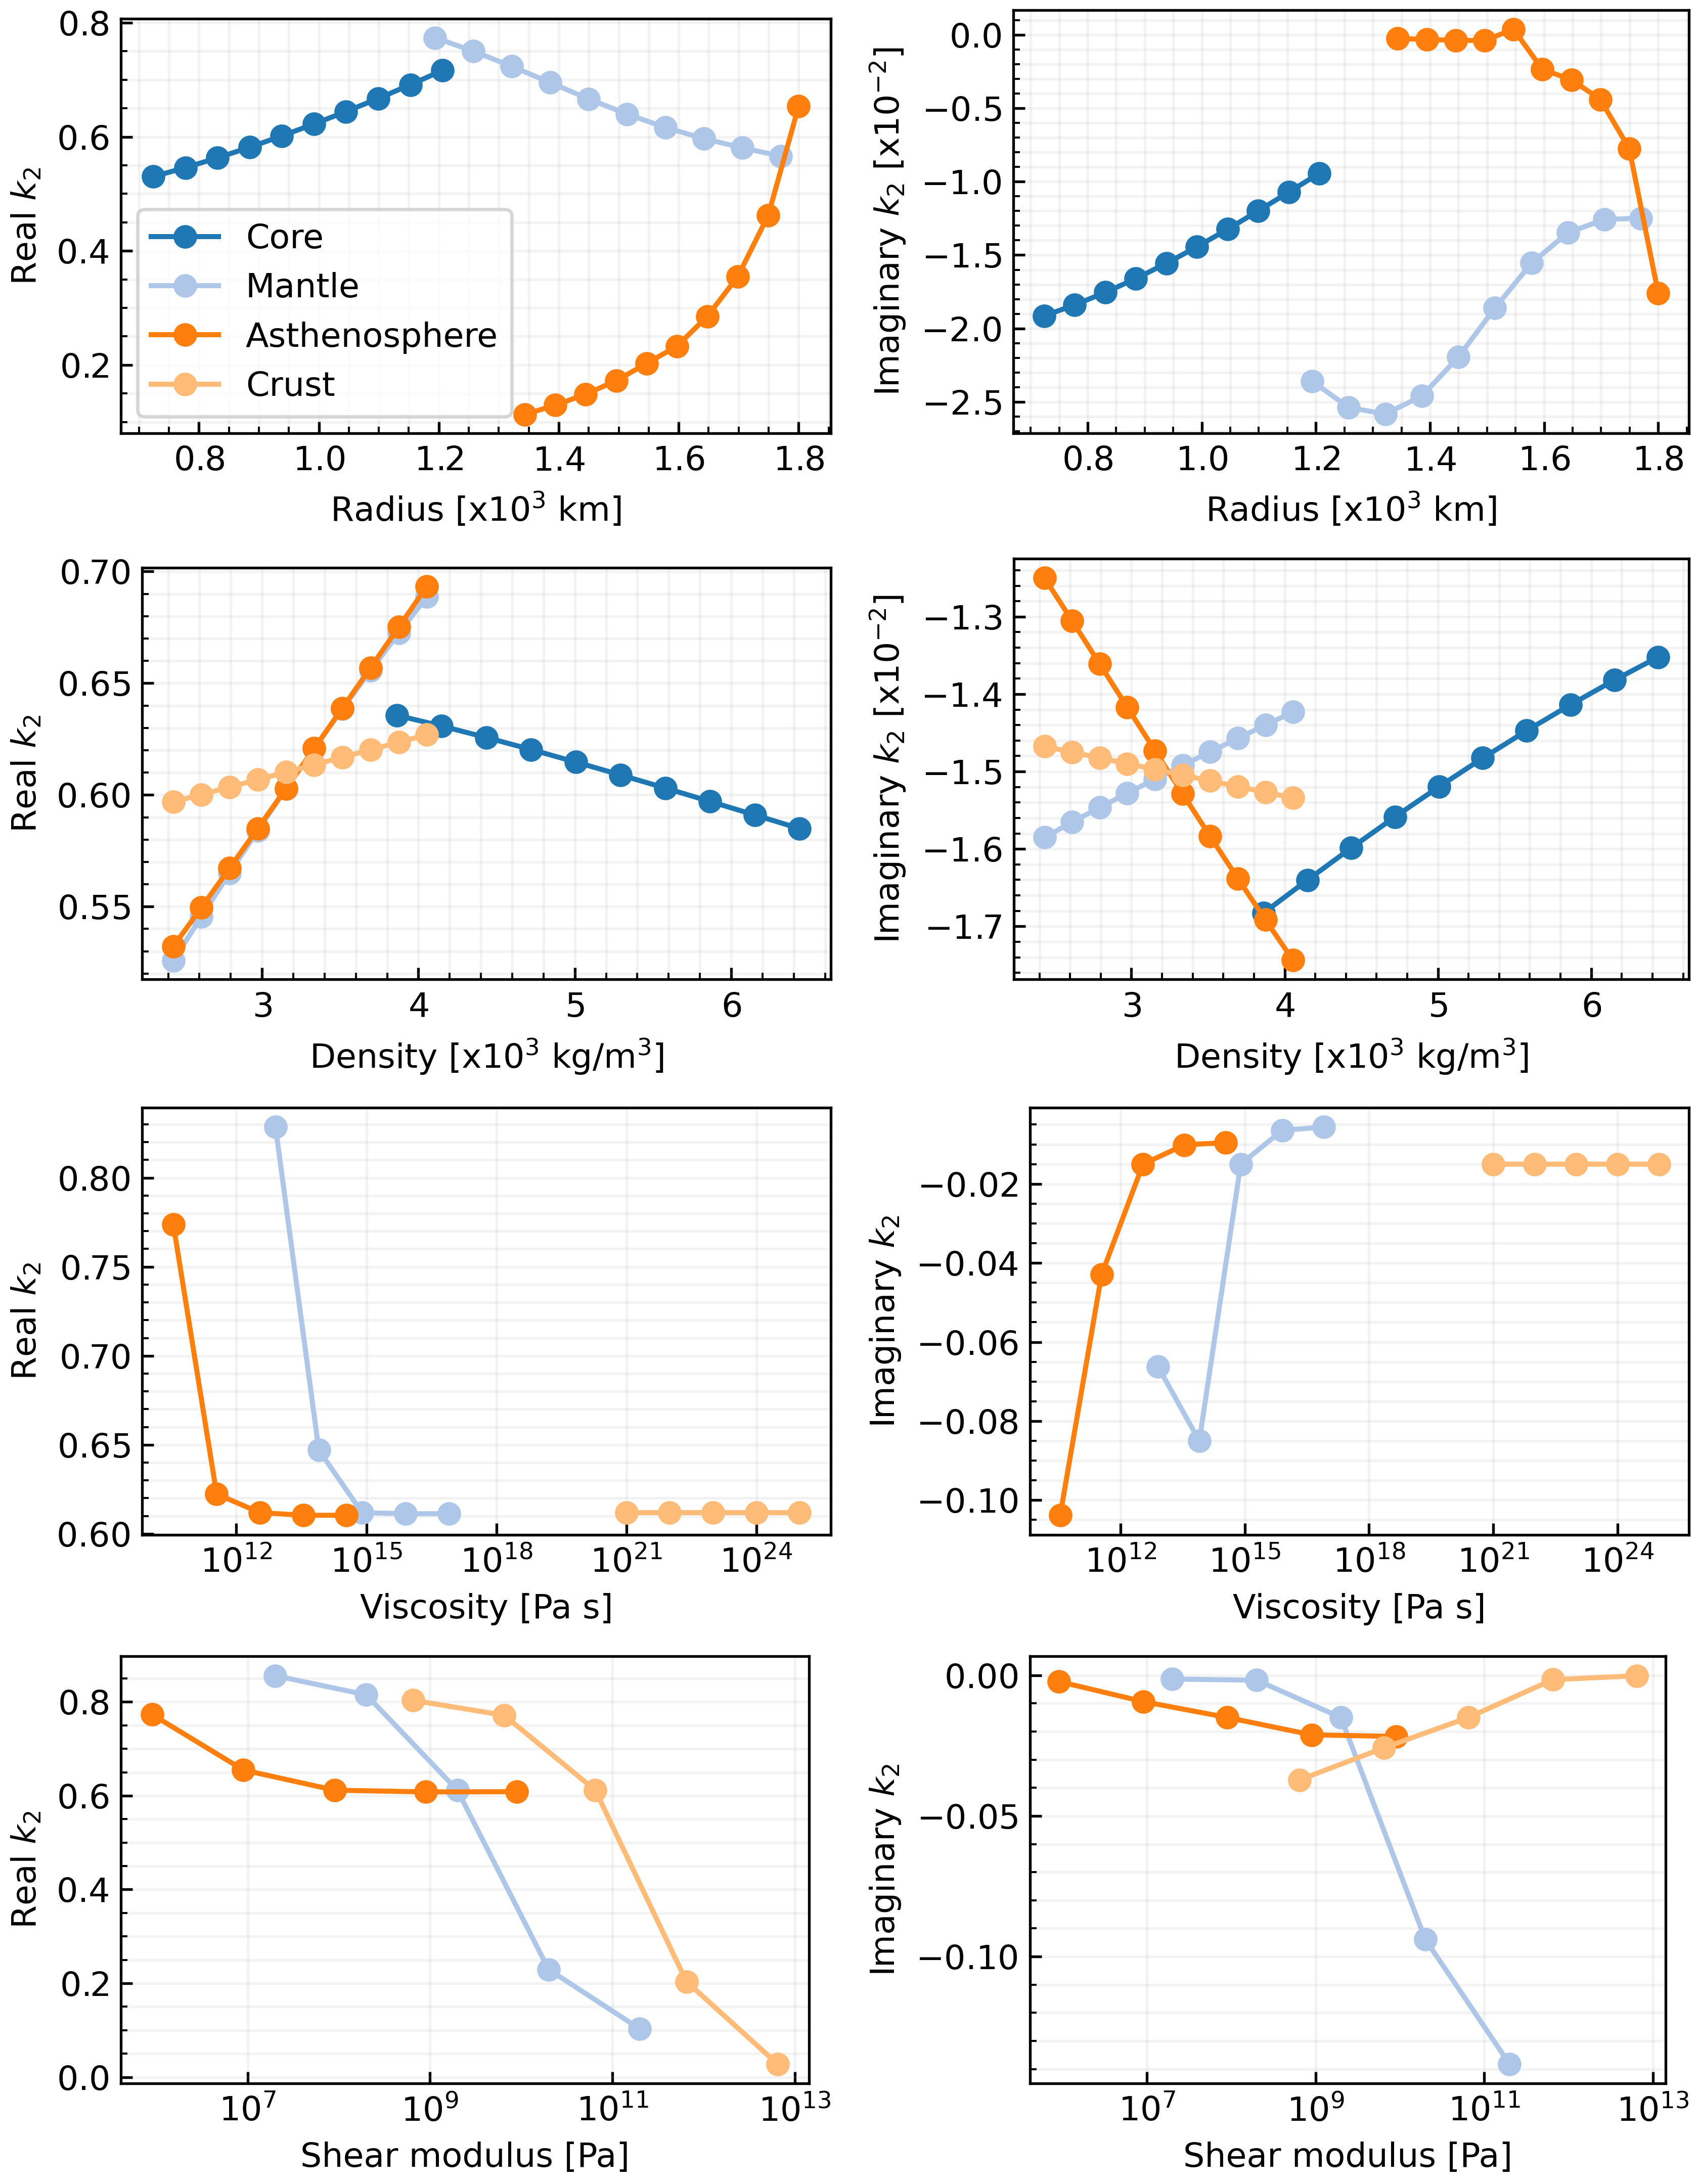 Real k₂
0.8
0.6
0.4
0.2
Core
Mantle
Asthenosphere
Crust
0.8 1.0 1.2 1.4 1.6 1.8
Radius [x10³ km]
Imaginary k₂ [x10⁻²]
0.0
−0.5
−1.0
−1.5
−2.0
−2.5
0.8 1.0 1.2 1.4 1.6 1.8
Radius [x10³ km]
Real k₂
0.70
0.65
0.60
0.55
3 4 5 6
Density [x10³ kg/m³]
Imaginary k₂ [x10⁻²]
−1.3
−1.4
−1.5
−1.6
−1.7
3 4 5 6
Density [x10³ kg/m³]
Real k₂
0.80
0.75
0.70
0.65
0.60
10¹² 10¹⁵ 10¹⁸ 10²¹ 10²⁴
Viscosity [Pa s]
Imaginary k₂
−0.02
−0.04
−0.06
−0.08
−0.10
10¹² 10¹⁵ 10¹⁸ 10²¹ 10²⁴
Viscosity [Pa s]
Real k₂
0.8
0.6
0.4
0.2
0.0
10⁷ 10⁹ 10¹¹ 10¹³
Shear modulus [Pa]
Imaginary k₂
0.00
−0.05
−0.10
10⁷ 10⁹ 10¹¹ 10¹³
Shear modulus [Pa]